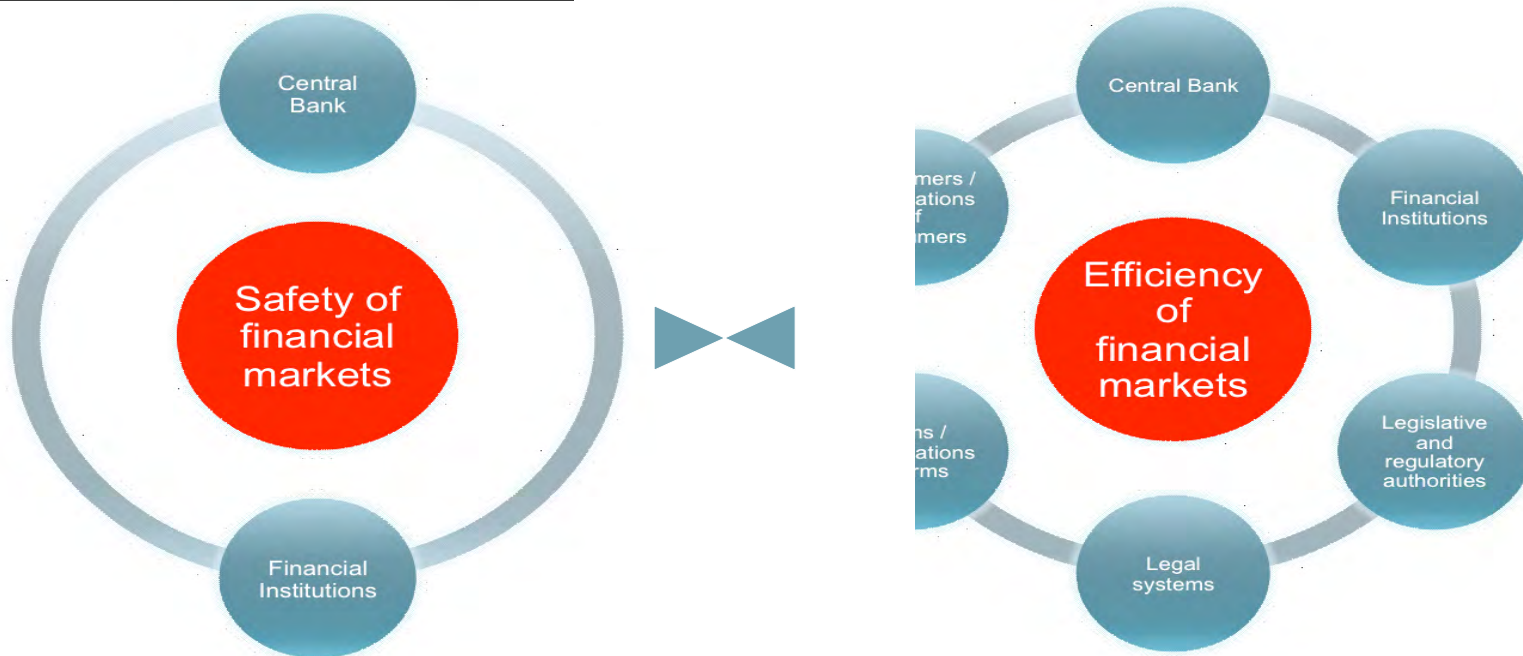 Central
Bank
Safety of
financial
markets
Financial
Institutions
Central Bank
Financial
Institutions
Legislative
and
regulatory
authorities
Legal
systems
Efficiency
of
financial
markets